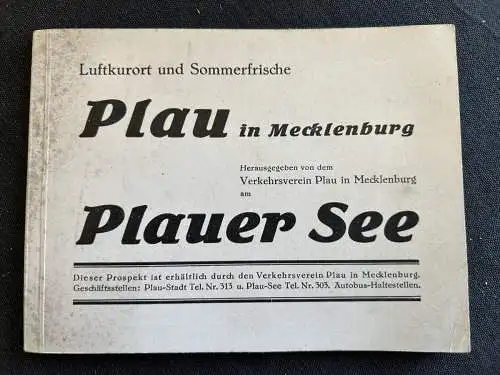 Luftkurort und Sommerfrische
Plau in Mecklenburg
Herausgegeben von dem
Verkehrsverein Plau in Mecklenburg
am
Plauer See
Dieser Prospekt ist erhältlich durch den Verkehrsverein Plau in Mecklenburg.
Geschäftsstellen: Plau-Stadt Tel. Nr. 313 u. Plau-See Tel. Nr. 303. Autobus-Haltestellen.